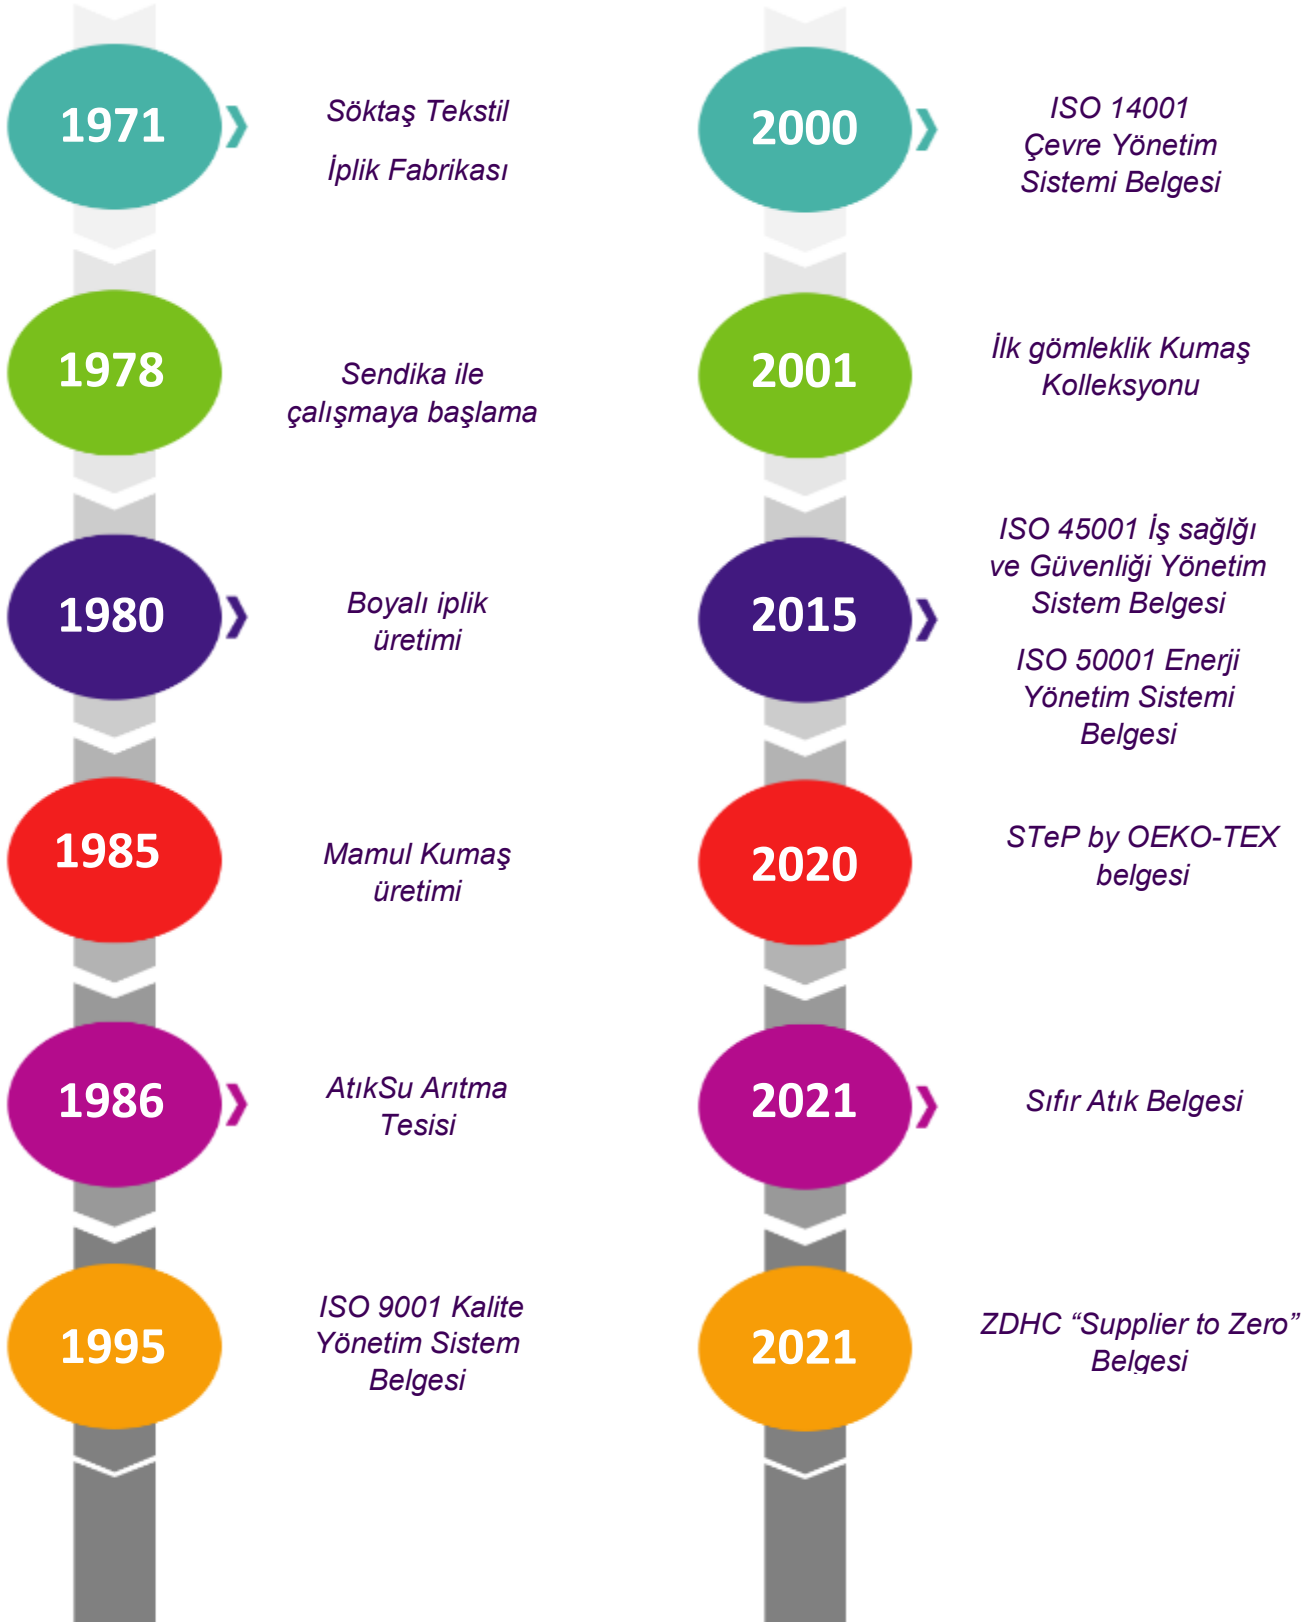 1971
Söktaş Tekstil
İplik Fabrikası
1978
Sendika ile
çalışmaya başlama
1980
Boyalı iplik
üretimi
1985
Mamul Kumaş
üretimi
1986
AtıkSu Arıtma
Tesisi
1995
ISO 9001 Kalite
Yönetim Sistem
Belgesi
2000
ISO 14001
Çevre Yönetim
Sistemi Belgesi
2001
İlk gömleklik Kumaş
Kolleksyonu
2015
ISO 45001 İş sağlğı
ve Güvenliği Yönetim
Sistem Belgesi
ISO 50001 Enerji
Yönetim Sistemi
Belgesi
2020
STeP by OEKO-TEX
belgesi
2021
Sıfır Atık Belgesi
2021
ZDHC “Supplier to Zero”
Belgesi